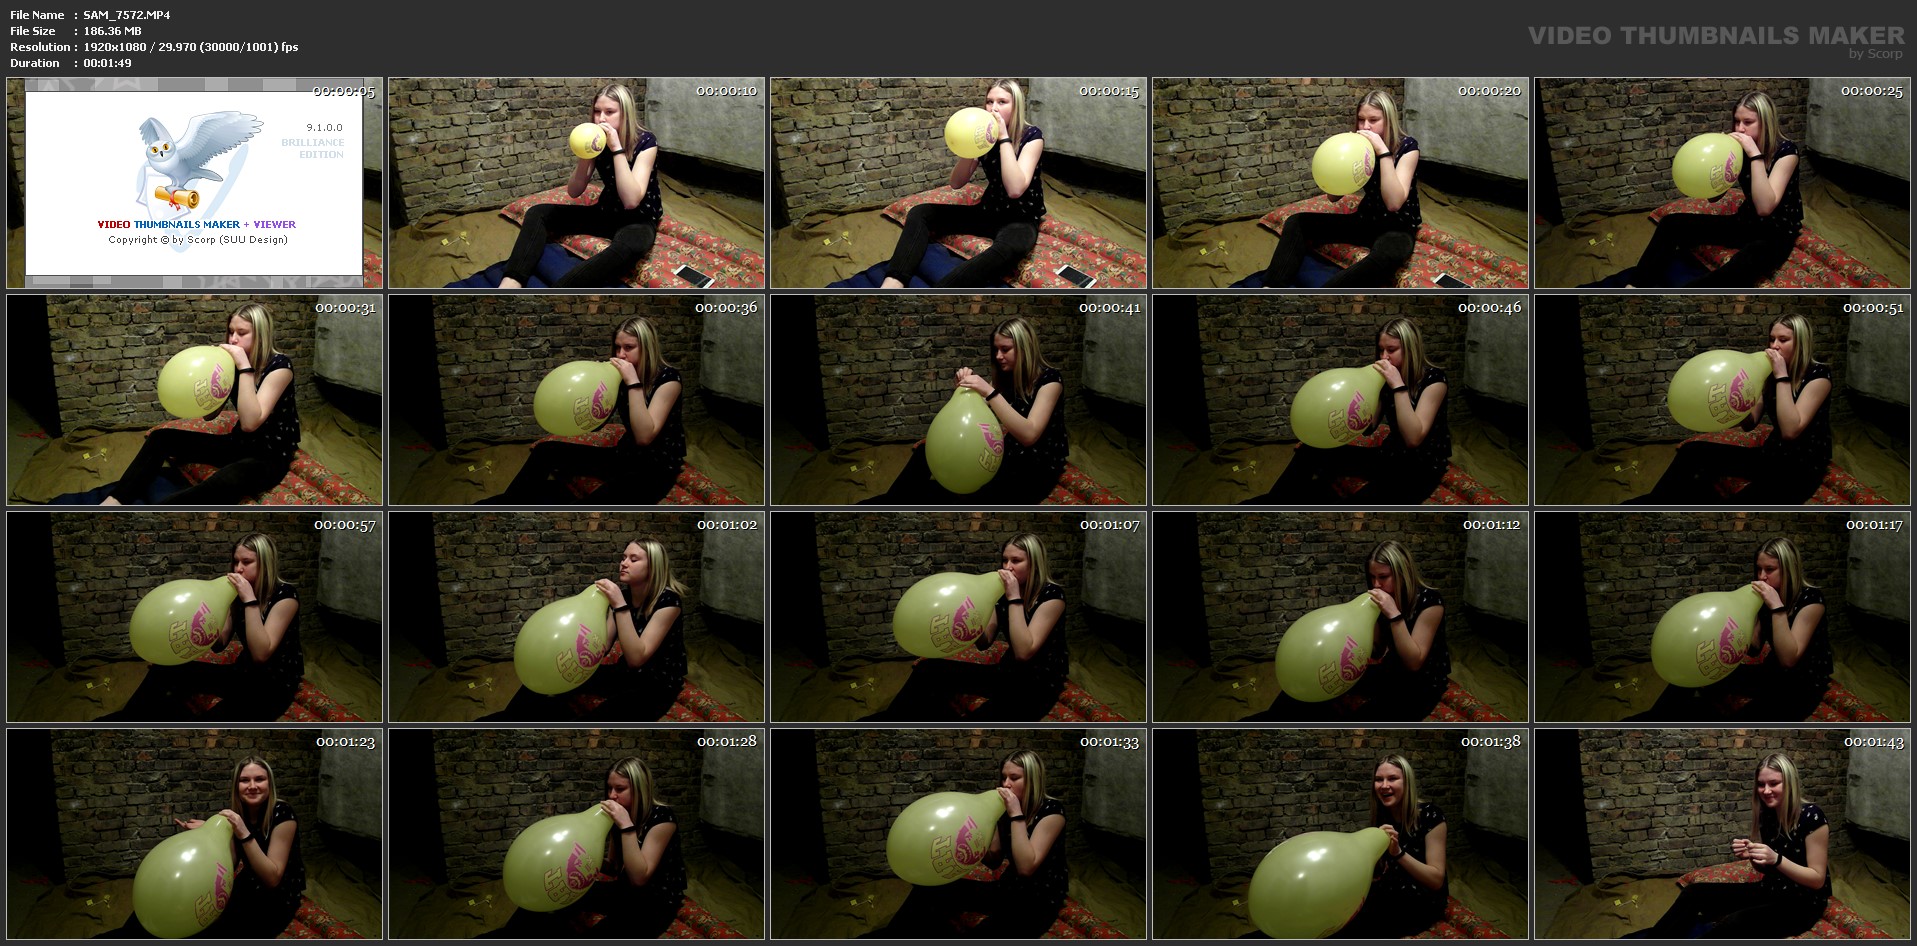 File Name : SAM_7572.MP4
File Size : 186.36 MB
Resolution : 1920x1080 / 29.970 (30000/1001) fps
Duration : 00:01:49
VIDEO THUMBNAILS MAKER
by Scorp
00:00:05
9.1.0.0
BRILLIANCE
EDITION
VIDEO THUMBNAILS MAKER + VIEWER
Copyright © by Scorp (SUU Design)
00:00:10
00:00:15
00:00:20
00:00:25
00:00:31
00:00:36
00:00:41
00:00:46
00:00:51
00:00:57
00:01:02
00:01:07
00:01:12
00:01:17
00:01:23
00:01:28
00:01:33
00:01:38
00:01:43